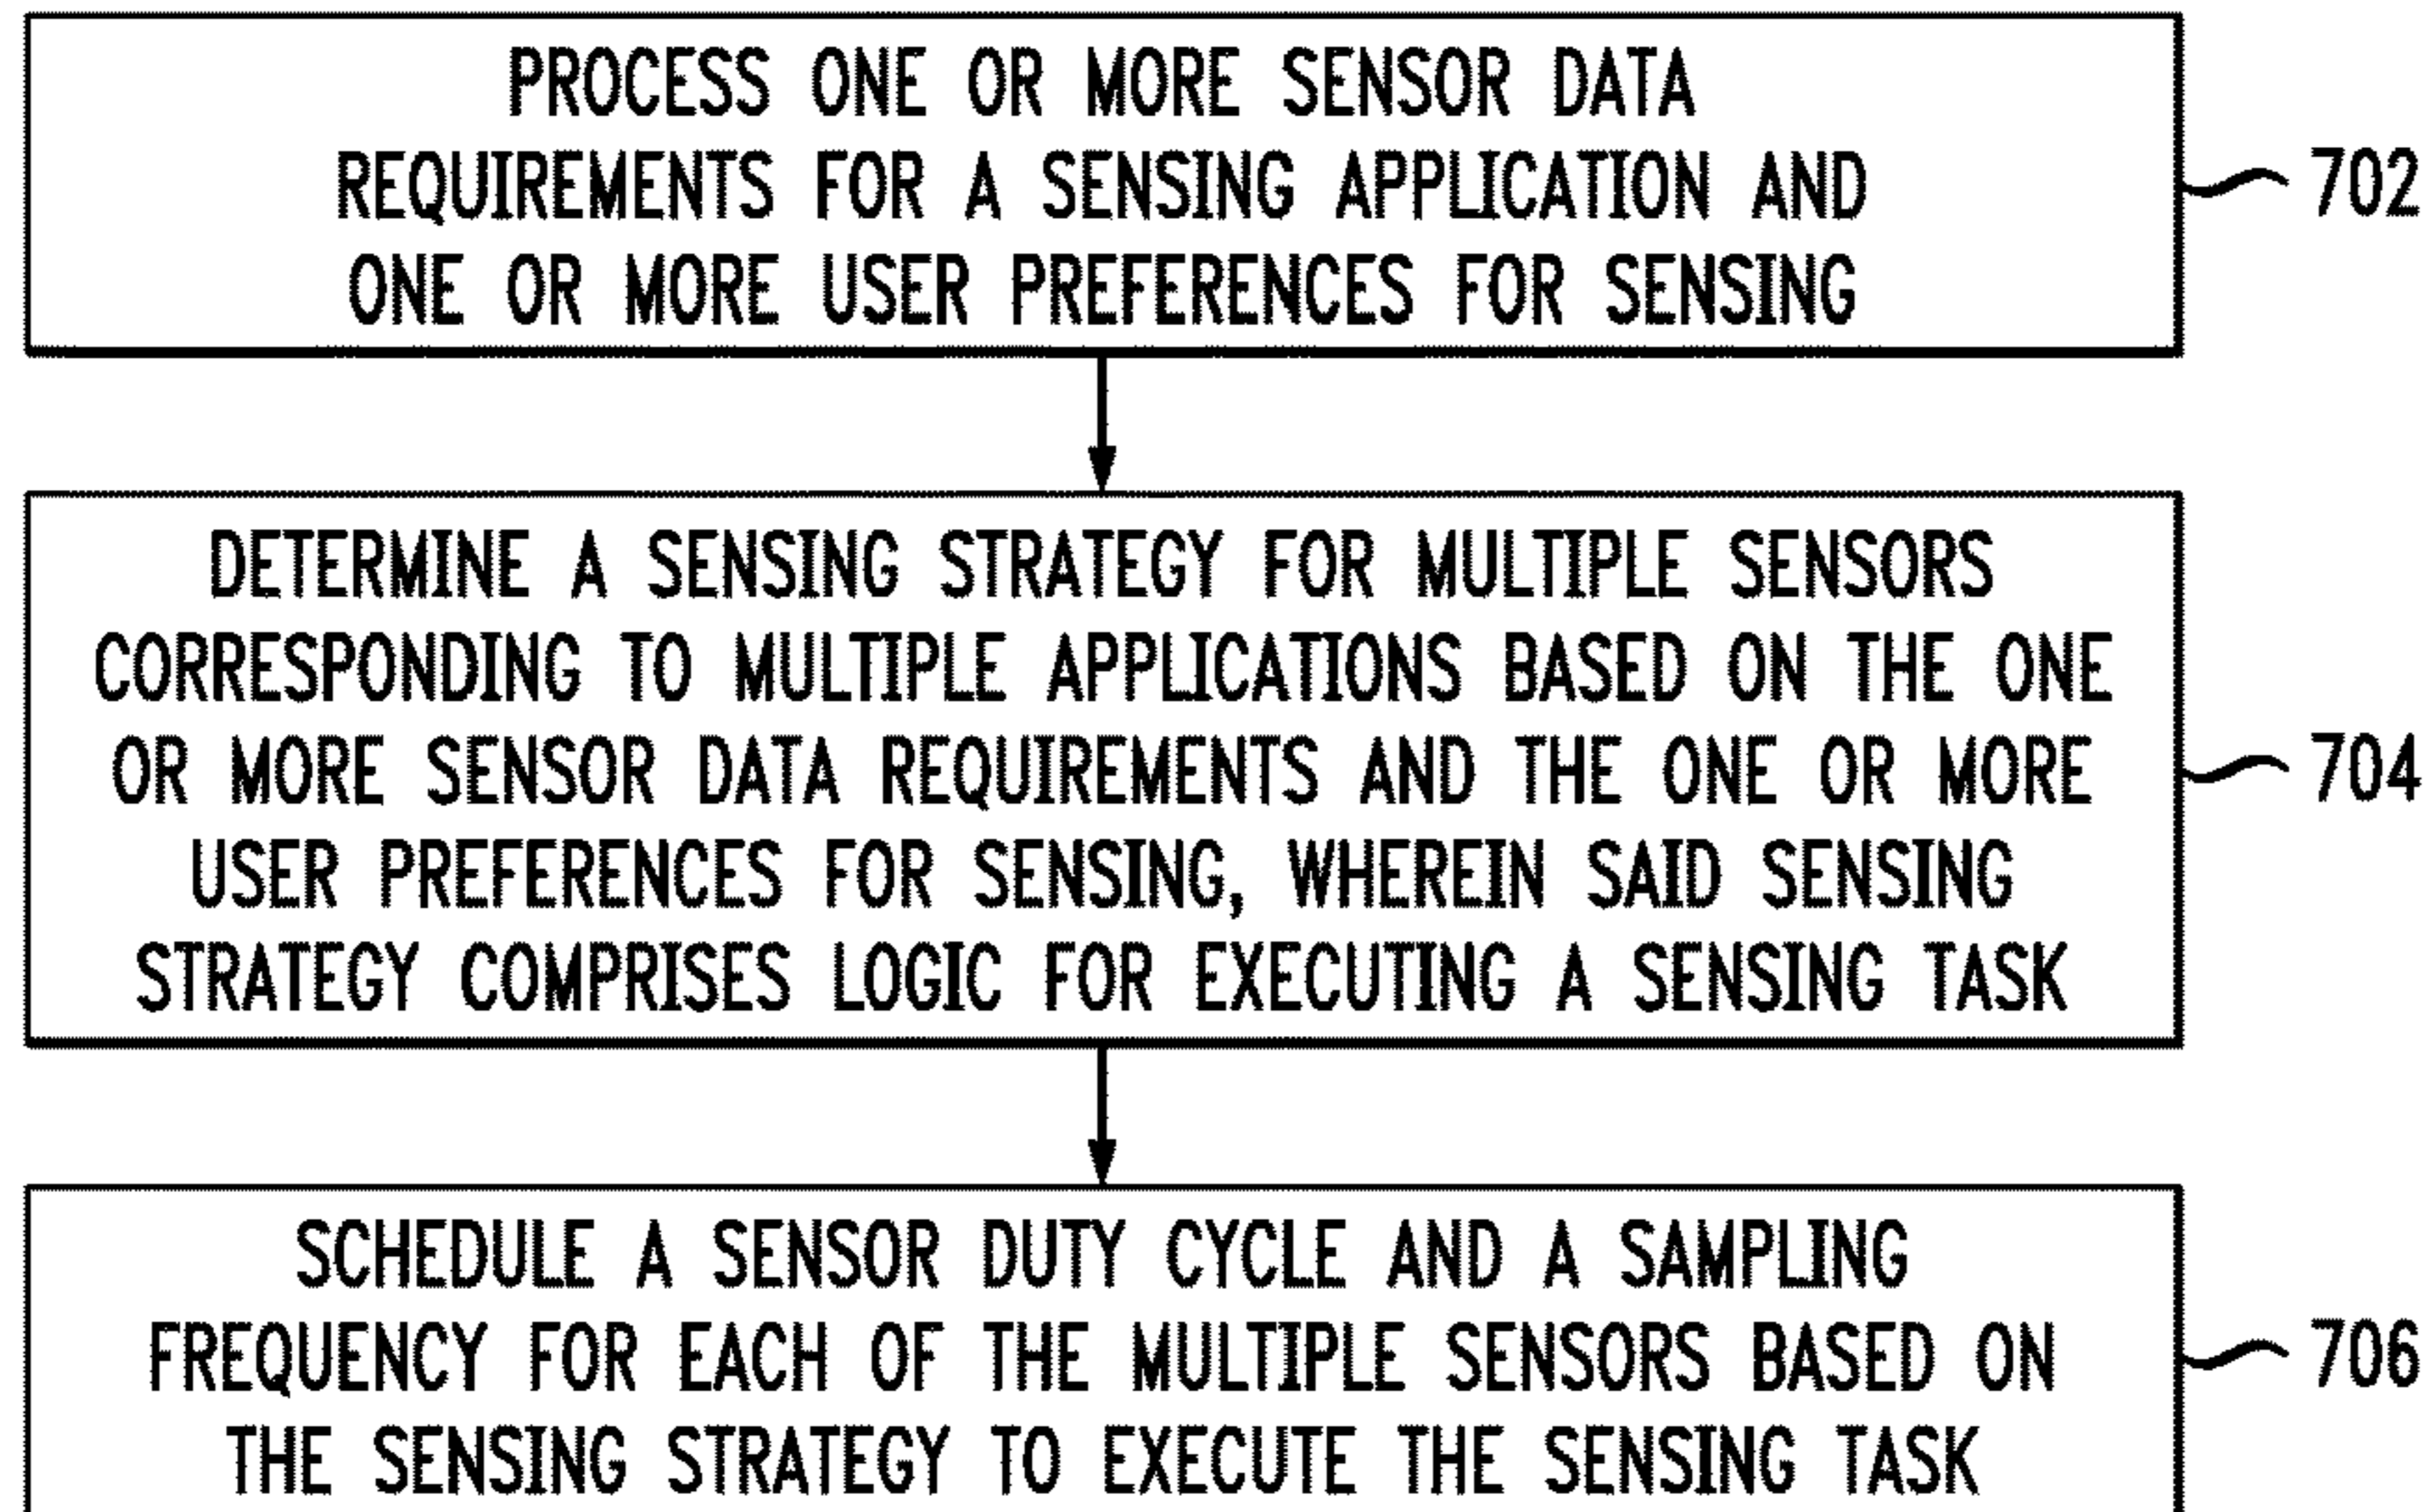 PROCESS ONE OR MORE SENSOR DATA
REQUIREMENTS FOR A SENSING APPLICATION AND
ONE OR MORE USER PREFERENCES FOR SENSING
702
DETERMINE A SENSING STRATEGY FOR MULTIPLE SENSORS
CORRESPONDING TO MULTIPLE APPLICATIONS BASED ON THE ONE
OR MORE SENSOR DATA REQUIREMENTS AND THE ONE OR MORE
USER PREFERENCES FOR SENSING, WHEREIN SAID SENSING
STRATEGY COMPRISES LOGIC FOR EXECUTING A SENSING TASK
704
SCHEDULE A SENSOR DUTY CYCLE AND A SAMPLING
FREQUENCY FOR EACH OF THE MULTIPLE SENSORS BASED ON
THE SENSING STRATEGY TO EXECUTE THE SENSING TASK
706